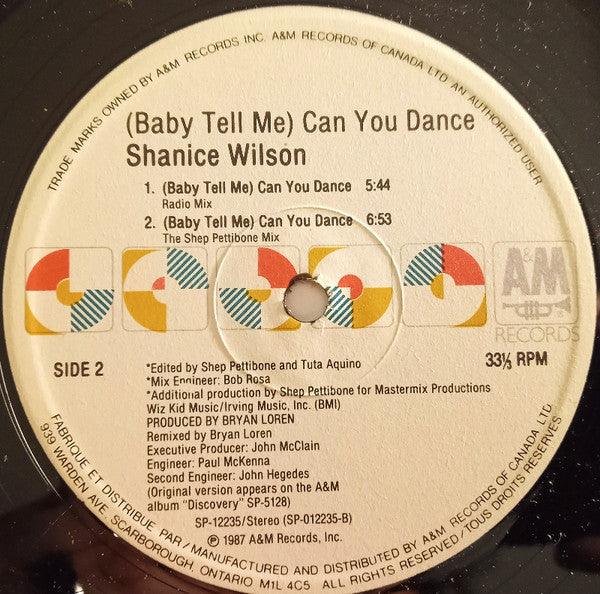 TRADE MARKS OWNED BY A&M RECORDS INC. A&M RECORDS OF CANADA LTD AN AUTHORIZED USER
(Baby Tell Me) Can You Dance
Shanice Wilson
1. (Baby Tell Me) Can You Dance 5:44
Radio Mix
2. (Baby Tell Me) Can You Dance 6:53
The Shep Pettibone Mix
A&M
RECORDS
SIDE 2
33⅓ RPM
*Edited by Shep Pettibone and Tuta Aquino
*Mix Engineer: Bob Rosa
*Additional production by Shep Pettibone for Mastermix Productions
Wiz Kid Music/Irving Music, Inc. (BMI)
PRODUCED BY BRYAN LOREN
Remixed by Bryan Loren
Executive Producer: John McClain
Engineer: Paul McKenna
Second Engineer: John Hegedes
(Original version appears on the A&M
album "Discovery" SP-5128)
SP-12235/Stereo (SP-012235-B)
℗ 1987 A&M Records, Inc.
FABRIQUE ET DISTRIBUE PAR/MANUFACTURED AND DISTRIBUTED BY A&M RECORDS OF CANADA LTD.
939 WARDEN AVE, SCARBOROUGH, ONTARIO M1L 4C5 ALL RIGHTS RESERVED/TOUS DROITS RESERVES